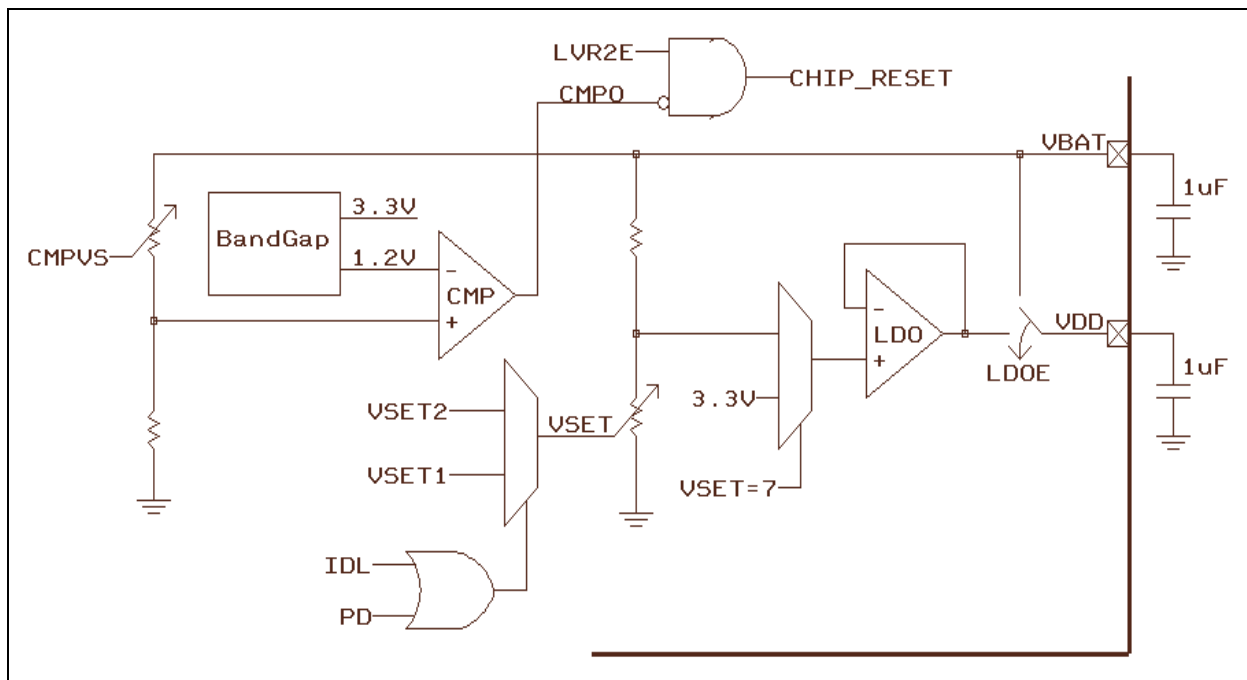 LVR2E
CHIP_RESET
CMPO
VBAT
1uF
3.3V
BandGap
CMPVS
1.2V
-
CMP
+
-
LDO
+
VDD
LDOE
1uF
VSET2
3.3V
VSET
VSET1
VSET=7
IDL
PD